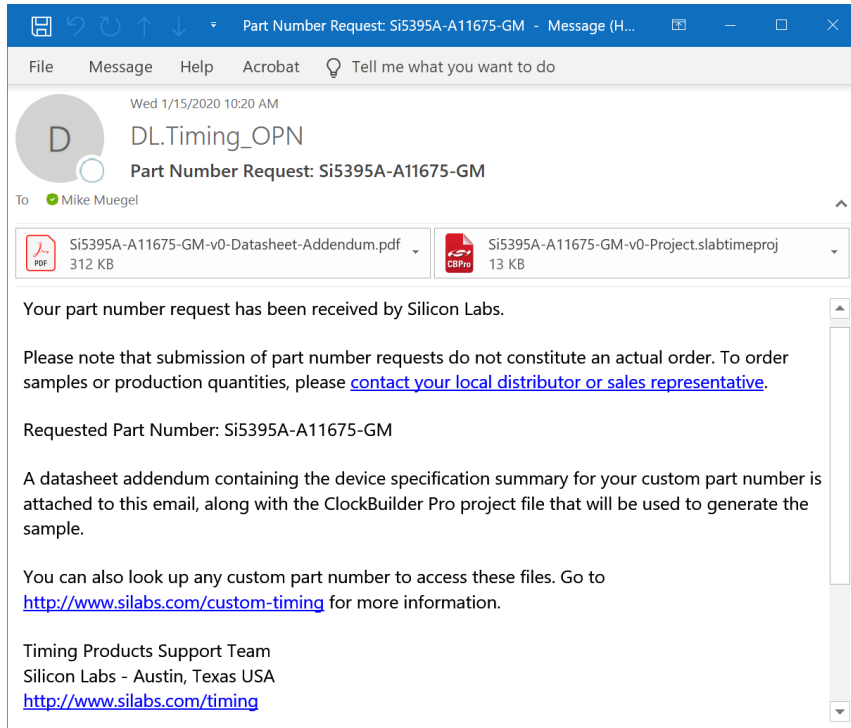 Part Number Request: Si5395A-A11675-GM - Message (H...
File Message Help Acrobat Tell me what you want to do
Wed 1/15/2020 10:20 AM
D
DL.Timing_OPN
Part Number Request: Si5395A-A11675-GM
To Mike Muegel
PDF
Si5395A-A11675-GM-v0-Datasheet-Addendum.pdf
312 KB
CBPro
Si5395A-A11675-GM-v0-Project.slabtimeproj
13 KB
Your part number request has been received by Silicon Labs.
Please note that submission of part number requests do not constitute an actual order. To order
samples or production quantities, please contact your local distributor or sales representative.
Requested Part Number: Si5395A-A11675-GM
A datasheet addendum containing the device specification summary for your custom part number is
attached to this email, along with the ClockBuilder Pro project file that will be used to generate the
sample.
You can also look up any custom part number to access these files. Go to
http://www.silabs.com/custom-timing for more information.
Timing Products Support Team
Silicon Labs - Austin, Texas USA
http://www.silabs.com/timing